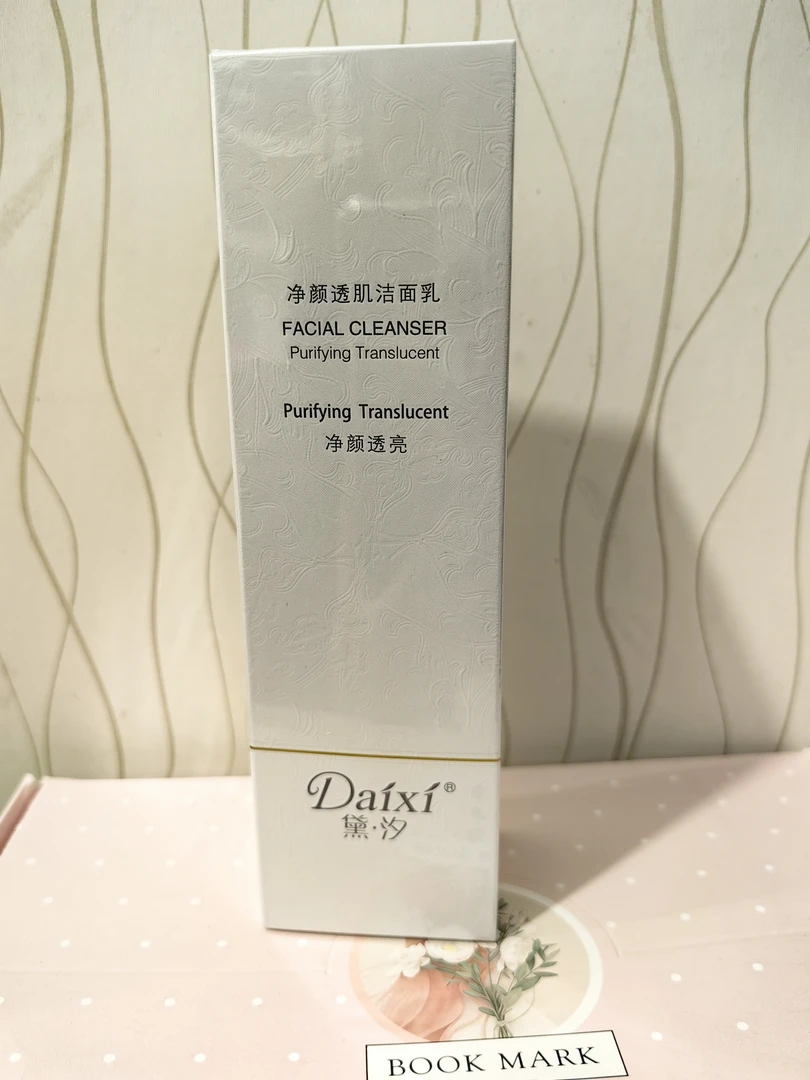 净颜透肌洁面乳
FACIAL CLEANSER
Purifying Translucent
Purifying Translucent
净颜透亮
Daixi®
黛·汐
BOOK MARK